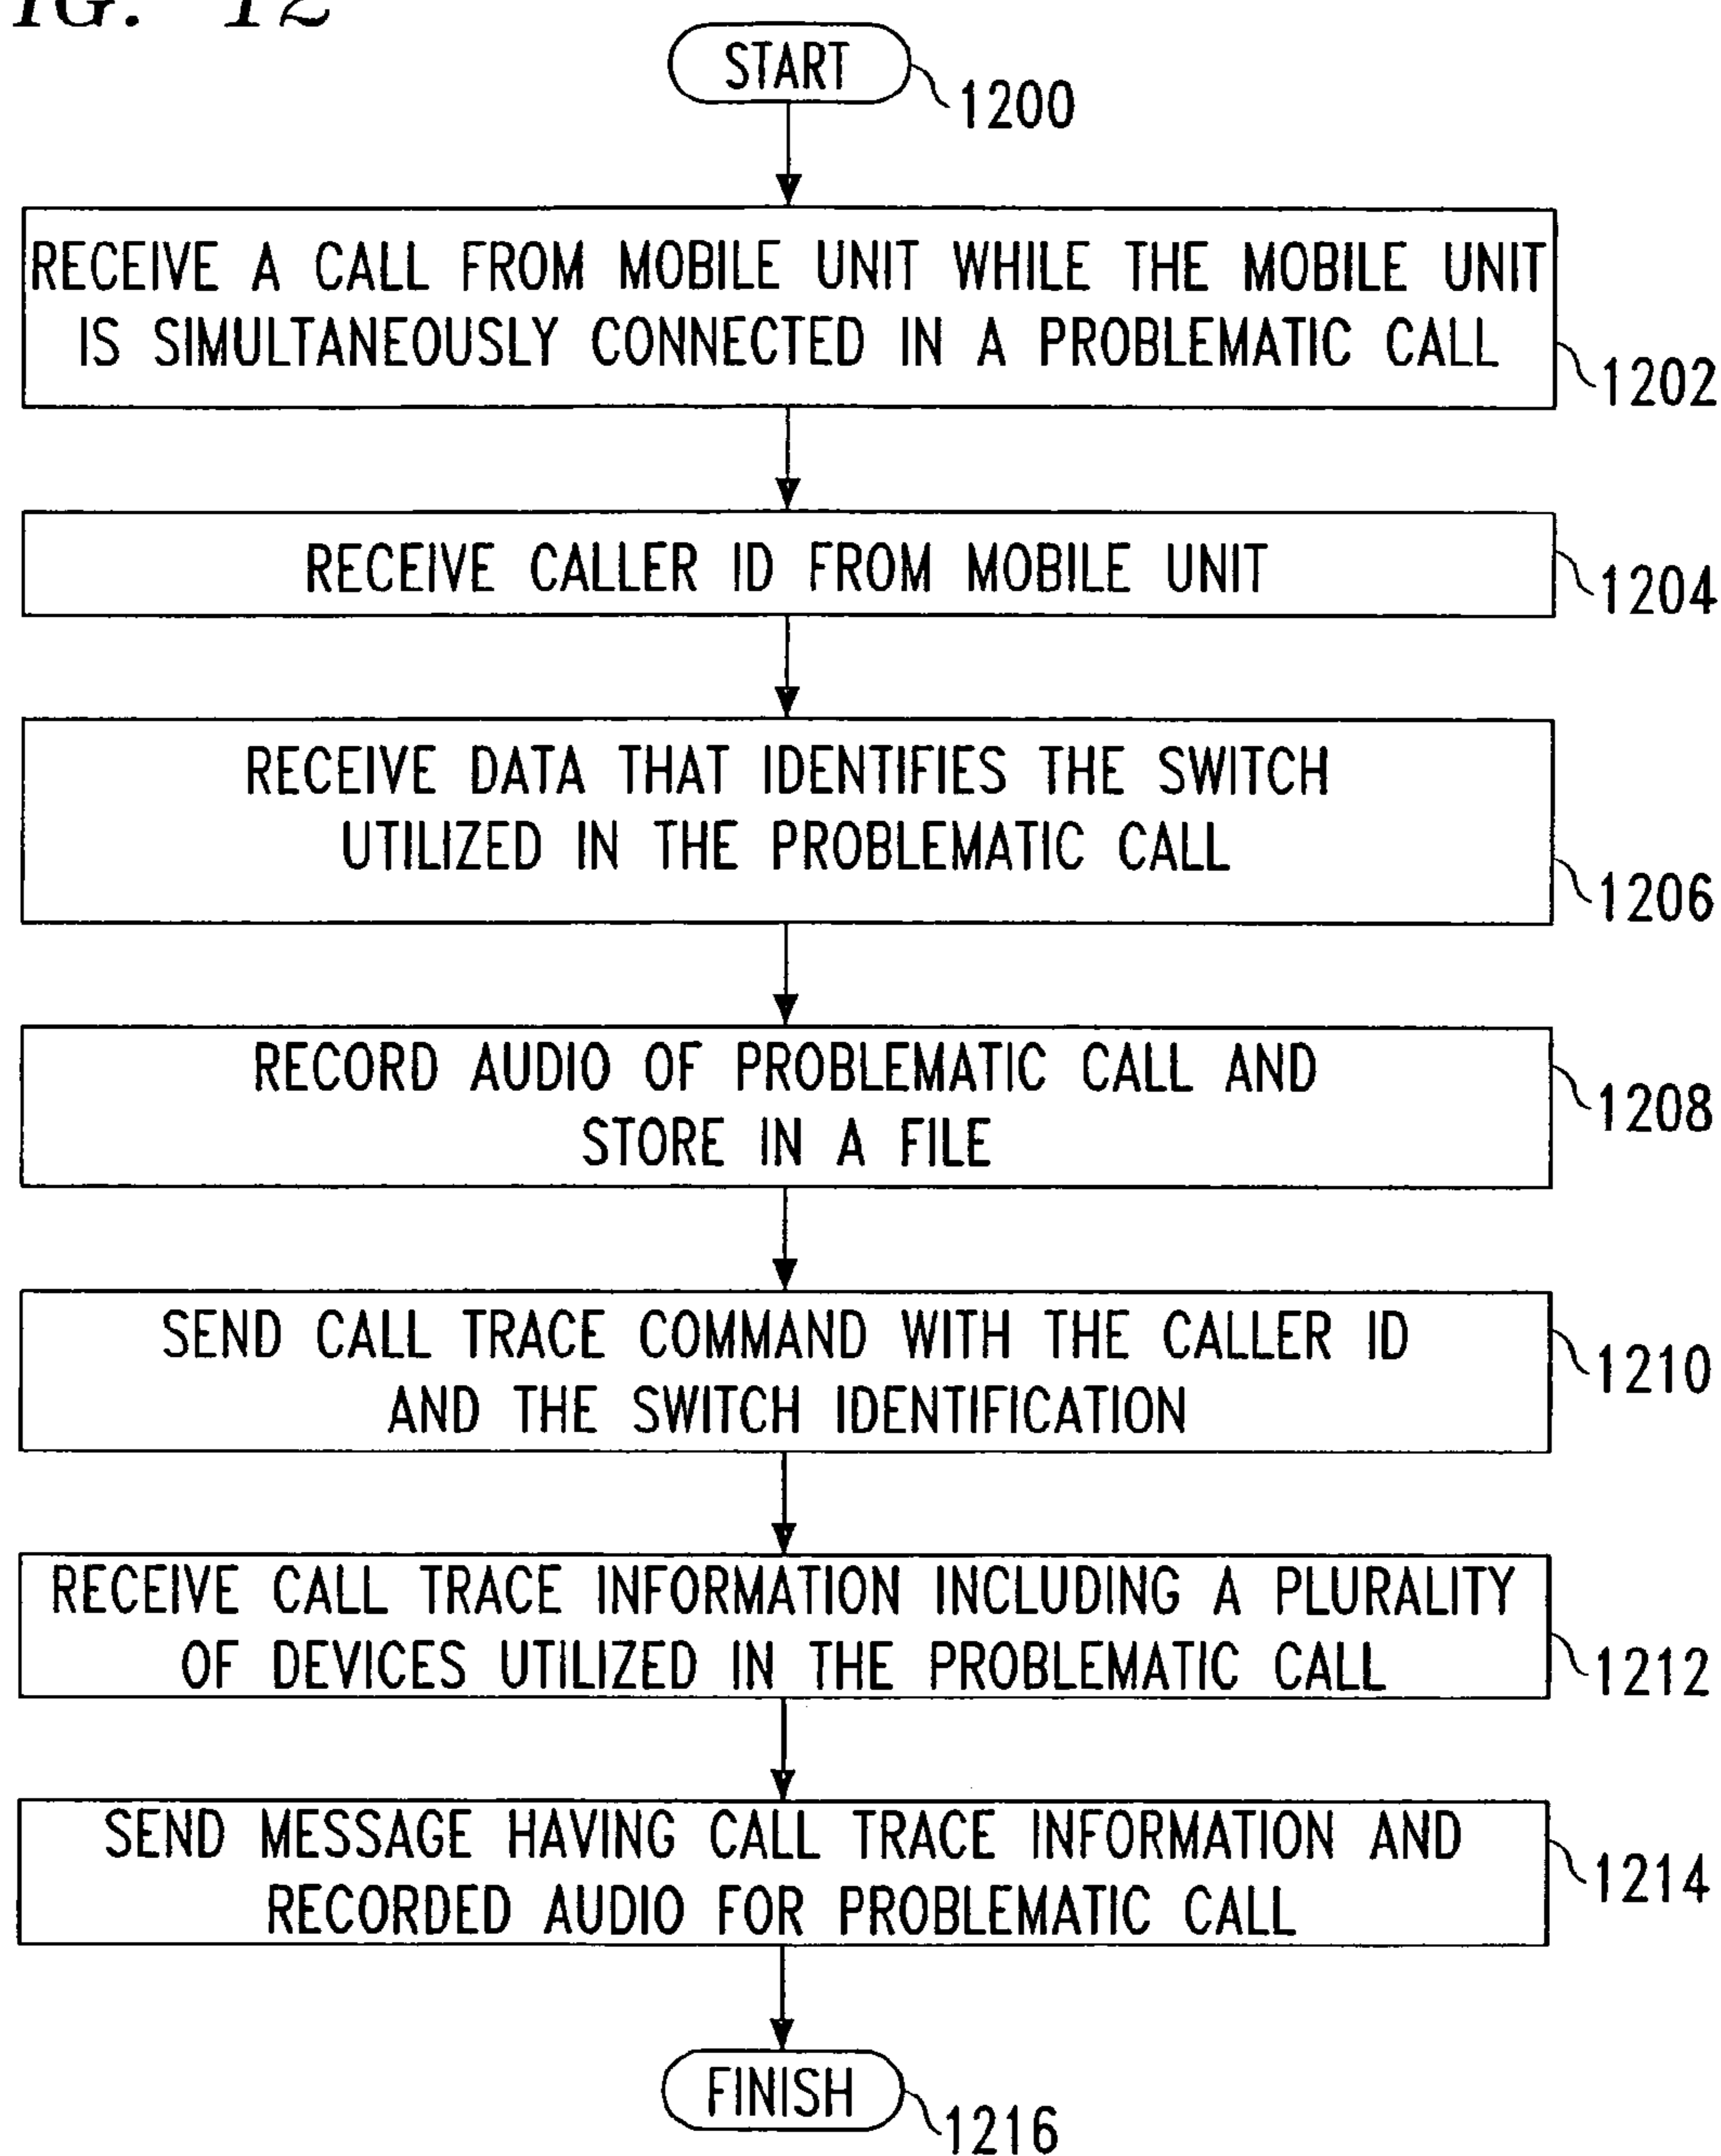 FIG. 12
START
1200
RECEIVE A CALL FROM MOBILE UNIT WHILE THE MOBILE UNIT
IS SIMULTANEOUSLY CONNECTED IN A PROBLEMATIC CALL
1202
RECEIVE CALLER ID FROM MOBILE UNIT
1204
RECEIVE DATA THAT IDENTIFIES THE SWITCH
UTILIZED IN THE PROBLEMATIC CALL
1206
RECORD AUDIO OF PROBLEMATIC CALL AND
STORE IN A FILE
1208
SEND CALL TRACE COMMAND WITH THE CALLER ID
AND THE SWITCH IDENTIFICATION
1210
RECEIVE CALL TRACE INFORMATION INCLUDING A PLURALITY
OF DEVICES UTILIZED IN THE PROBLEMATIC CALL
1212
SEND MESSAGE HAVING CALL TRACE INFORMATION AND
RECORDED AUDIO FOR PROBLEMATIC CALL
1214
FINISH
1216